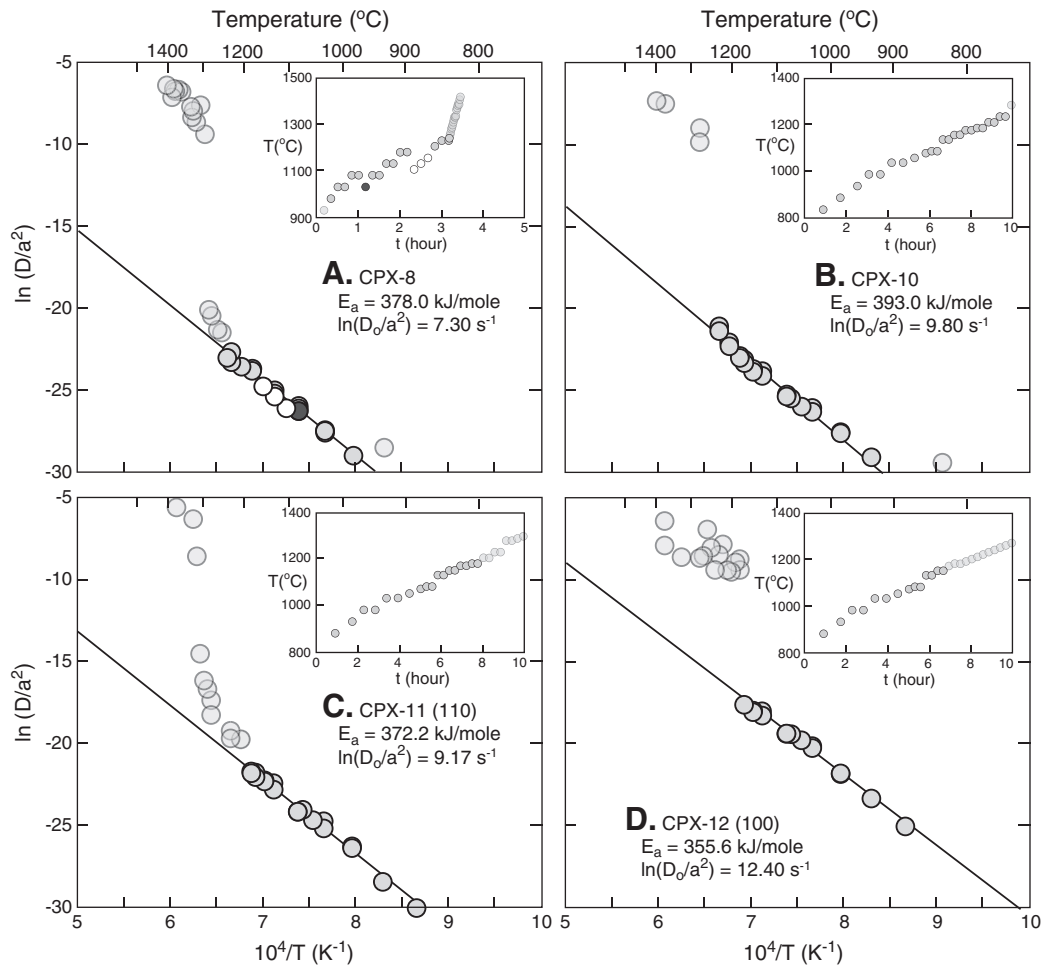 Temperature (°C)
Temperature (°C)
1400 1200 1000 900 800
1400 1200 1000 900 800
-5
-10
-15
-20
-25
-30
ln (D/a²)
1500
1300
1100
900
T(°C)
0 1 2 3 4 5
t (hour)
A. CPX-8
Eₐ = 378.0 kJ/mole
ln(Dₒ/a²) = 7.30 s⁻¹
1400
1200
1000
800
T(°C)
0 2 4 6 8 10
t (hour)
B. CPX-10
Eₐ = 393.0 kJ/mole
ln(Dₒ/a²) = 9.80 s⁻¹
-5
-10
-15
-20
-25
-30
ln (D/a²)
1400
1200
1000
800
T(°C)
0 2 4 6 8 10
t (hour)
C. CPX-11 (110)
Eₐ = 372.2 kJ/mole
ln(Dₒ/a²) = 9.17 s⁻¹
5 6 7 8 9 10
10⁴/T (K⁻¹)
1400
1200
1000
800
T(°C)
0 2 4 6 8 10
t (hour)
D. CPX-12 (100)
Eₐ = 355.6 kJ/mole
ln(Dₒ/a²) = 12.40 s⁻¹
5 6 7 8 9 10
10⁴/T (K⁻¹)